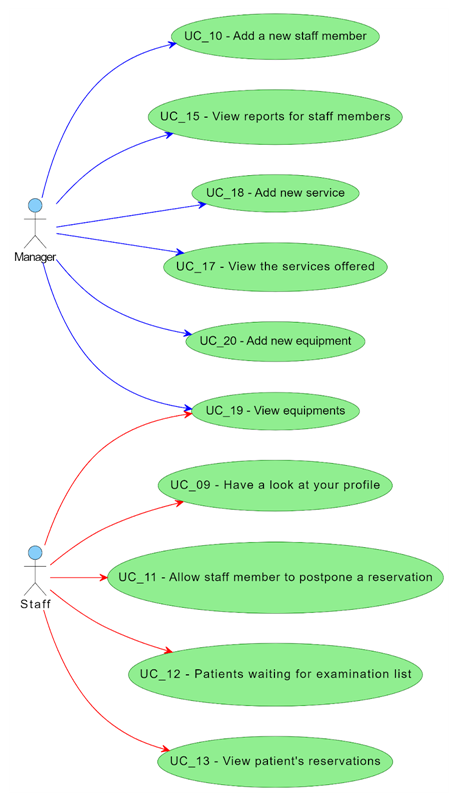 UC_10 - Add a new staff member
UC_15 - View reports for staff members
UC_18 - Add new service
Manager
UC_17 - View the services offered
UC_20 - Add new equipment
UC_19 - View equipments
UC_09 - Have a look at your profile
UC_11 - Allow staff member to postpone a reservation
Staff
UC_12 - Patients waiting for examination list
UC_13 - View patient's reservations